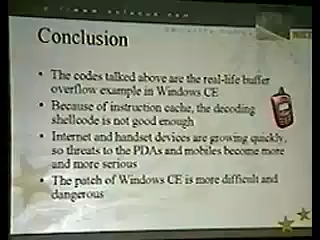 Conclusion
• The codes talked above are the real-life buffer
overflow example in Windows CE
• Because of instruction cache, the decoding
shellcode is not good enough
• Internet and handset devices are growing quickly,
so threats to the PDAs and mobiles become more
and more serious
• The patch of Windows CE is more difficult and
dangerous